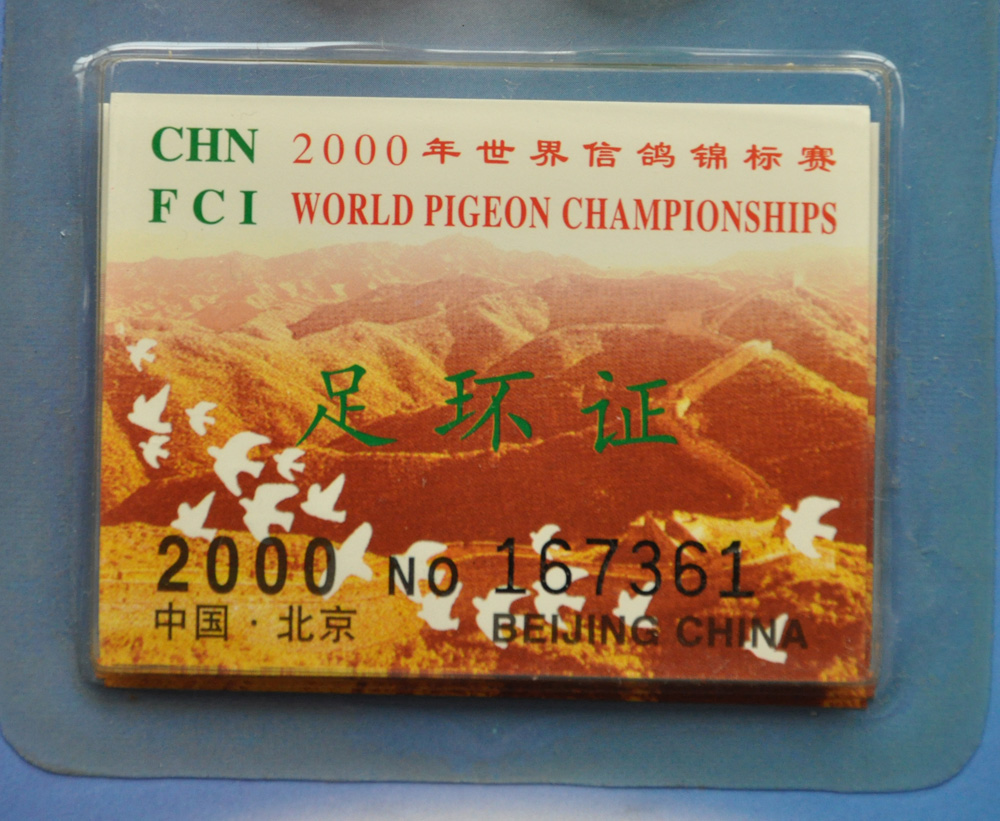 CHN 2000年世界信鸽锦标赛
FCI WORLD PIGEON CHAMPIONSHIPS
足环证
2000 NO 167361
中国·北京 BEIJING CHINA